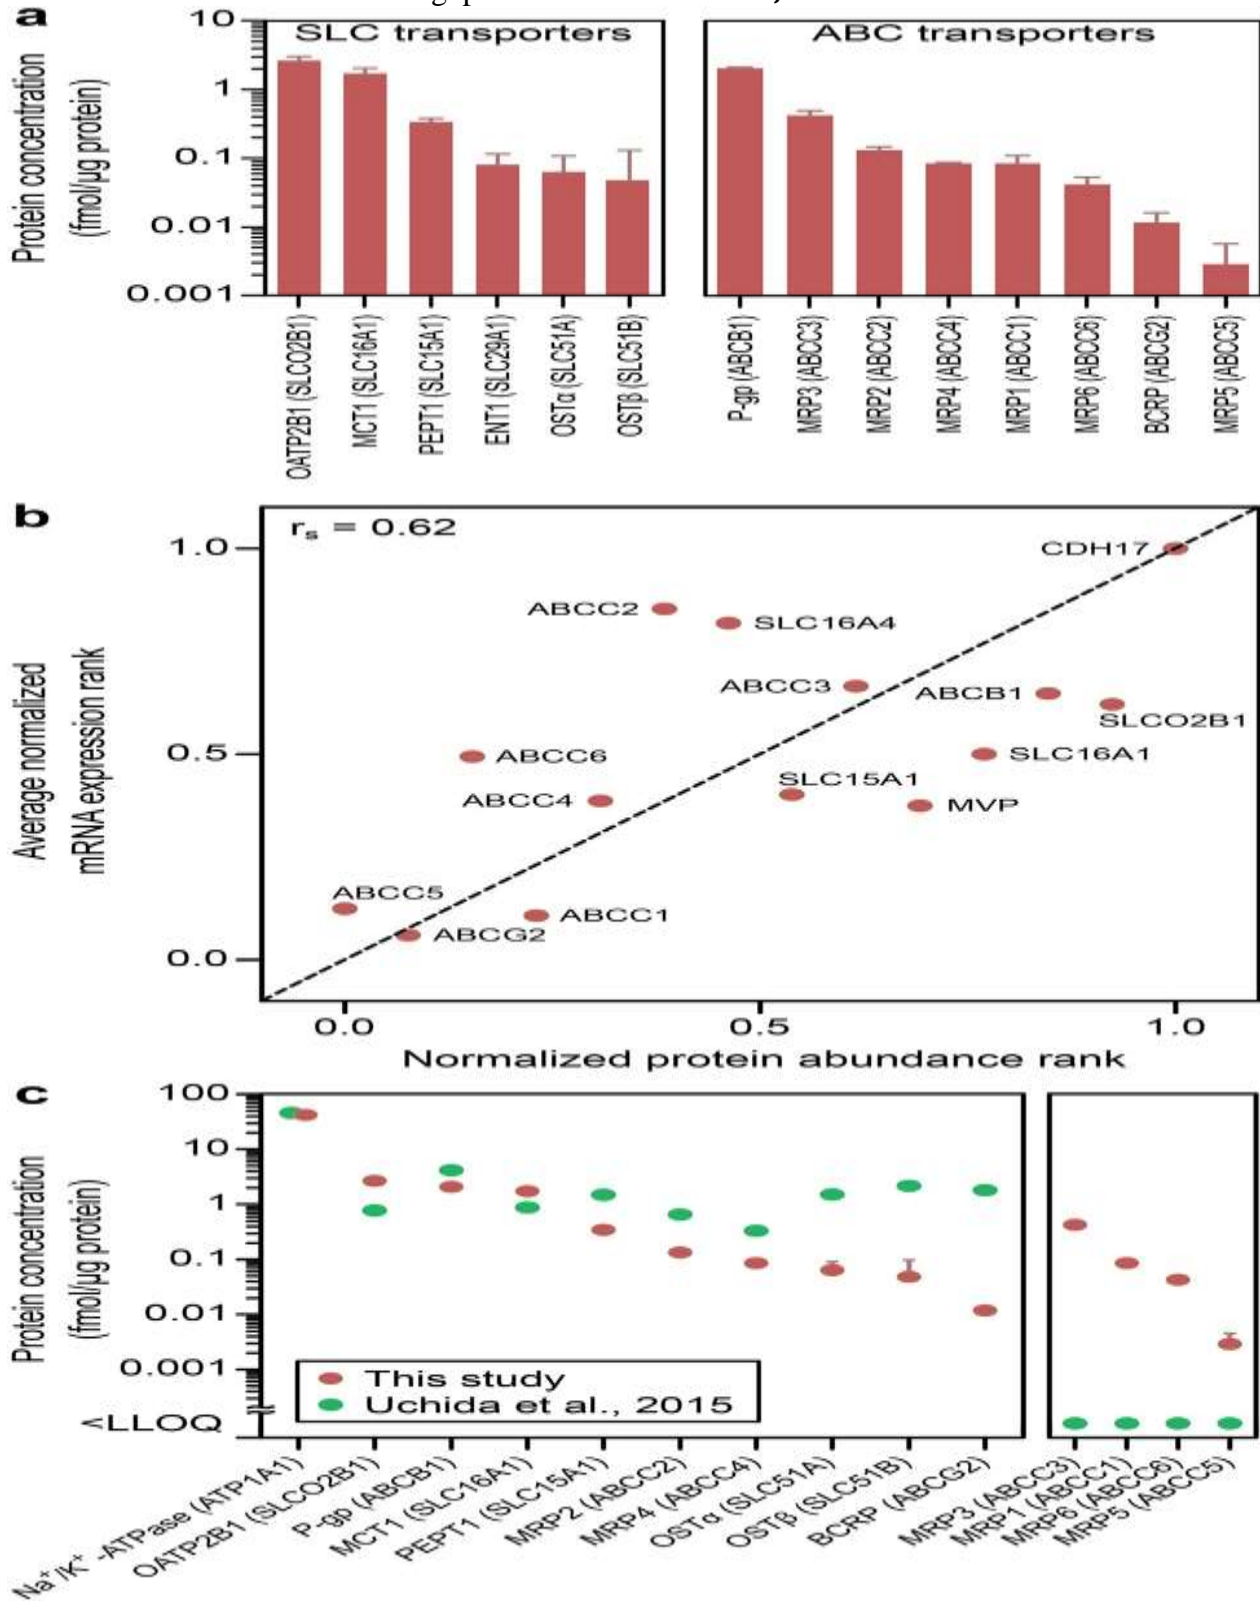 a
SLC transporters
ABC transporters
Protein concentration
(fmol/µg protein)
10
1
0.1
0.01
0.001
OATP2B1 (SLCO2B1)
MCT1 (SLC16A1)
PEPT1 (SLC15A1)
ENT1 (SLC29A1)
OSTα (SLC51A)
OSTβ (SLC51B)
P-gp (ABCB1)
MRP3 (ABCC3)
MRP2 (ABCC2)
MRP4 (ABCC4)
MRP1 (ABCC1)
MRP6 (ABCC6)
BCRP (ABCG2)
MRP5 (ABCC5)
b
rs = 0.62
Average normalized
mRNA expression rank
1.0
0.5
0.0
CDH17
ABCC2
SLC16A4
ABCC3
ABCB1
SLCO2B1
ABCC6
SLC16A1
SLC15A1
ABCC4
MVP
ABCC5
ABCC1
ABCG2
0.0
0.5
1.0
Normalized protein abundance rank
c
Protein concentration
(fmol/µg protein)
100
10
1
0.1
0.01
0.001
<LLOQ
This study
Uchida et al., 2015
Na⁺/K⁺ -ATPase (ATP1A1)
OATP2B1 (SLCO2B1)
P-gp (ABCB1)
MCT1 (SLC16A1)
PEPT1 (SLC15A1)
MRP2 (ABCC2)
MRP4 (ABCC4)
OSTα (SLC51A)
OSTβ (SLC51B)
BCRP (ABCG2)
MRP3 (ABCC3)
MRP1 (ABCC1)
MRP6 (ABCC6)
MRP5 (ABCC5)